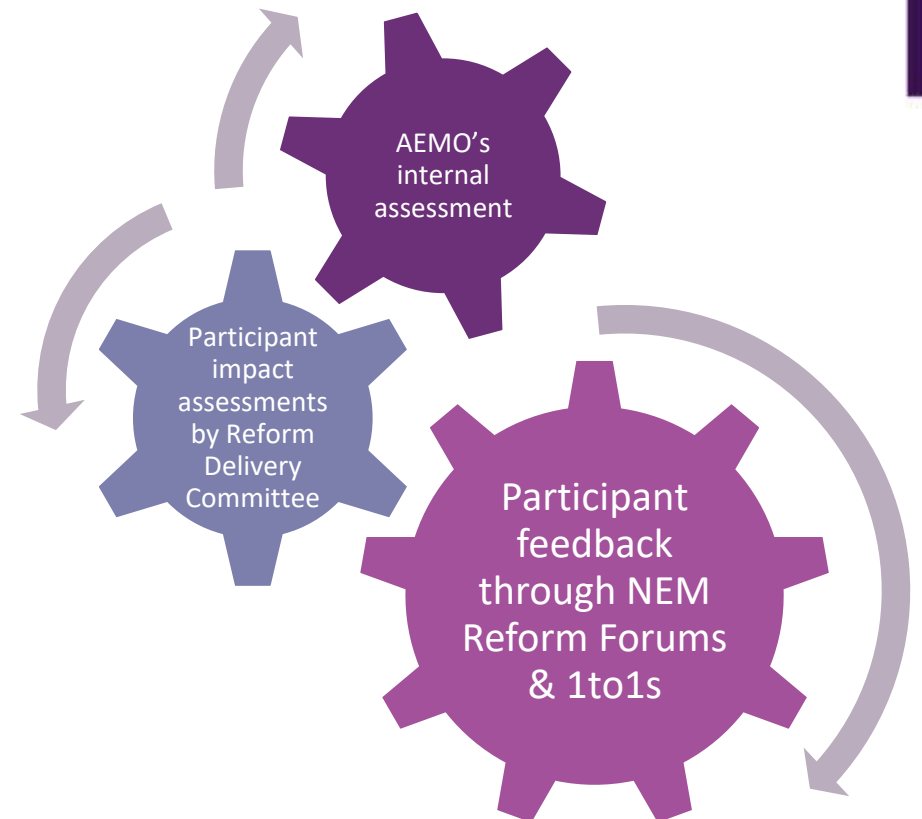 AEMO's
internal
assessment
Participant
impact
assessments
by Reform
Delivery
Committee
Participant
feedback
through NEM
Reform Forums
& 1to1s